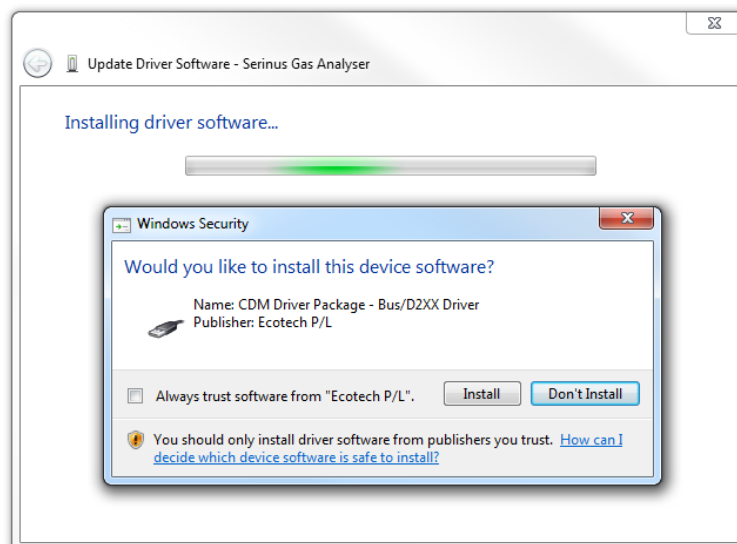 Update Driver Software - Serinus Gas Analyser
Installing driver software...
Windows Security
Would you like to install this device software?
Name: CDM Driver Package - Bus/D2XX Driver
Publisher: Ecotech P/L
Always trust software from "Ecotech P/L".
Install
Don't Install
You should only install driver software from publishers you trust. How can I
decide which device software is safe to install?